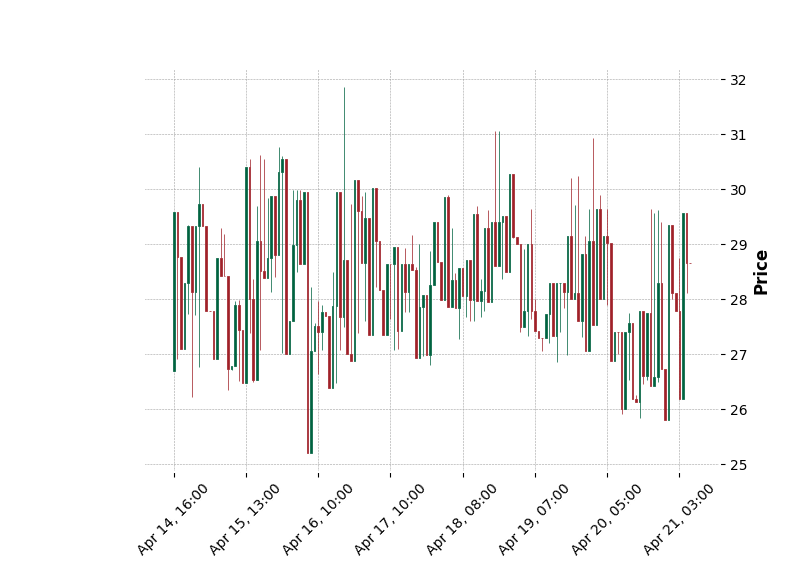 32
31
30
29
28
27
26
25
Price
Apr 14, 16:00
Apr 15, 13:00
Apr 16, 10:00
Apr 17, 10:00
Apr 18, 08:00
Apr 19, 07:00
Apr 20, 05:00
Apr 21, 03:00